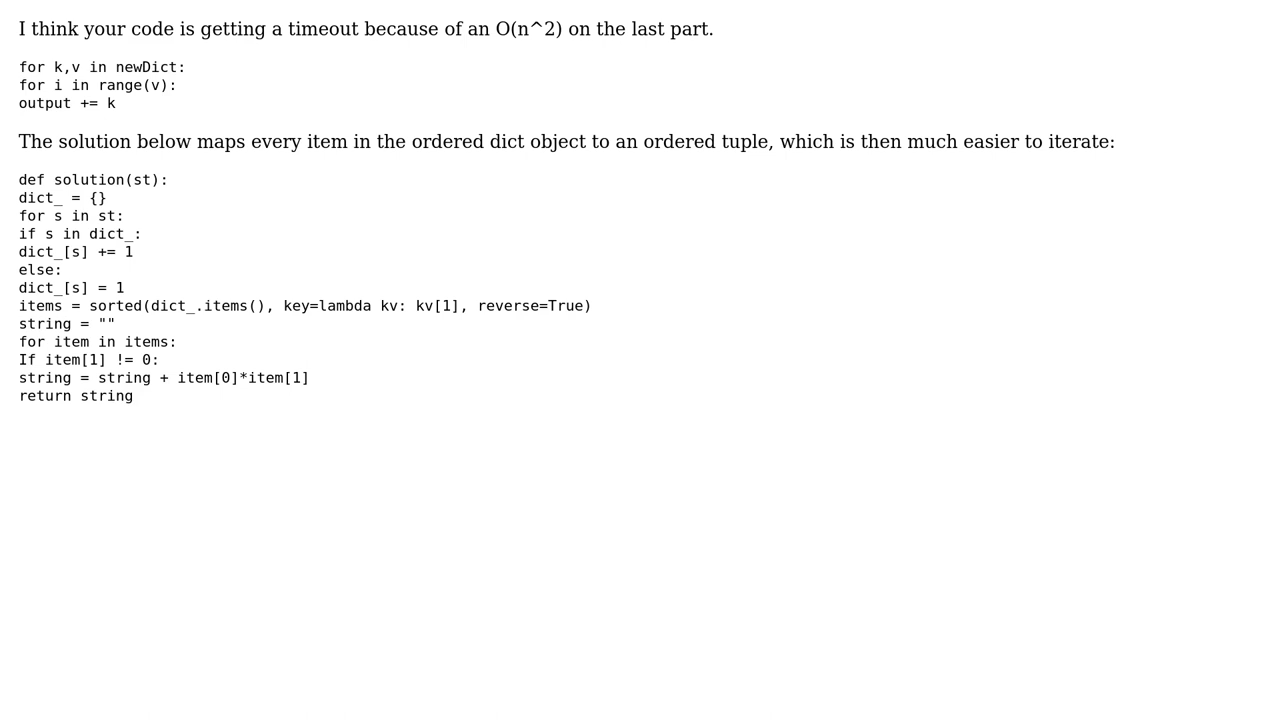 I think your code is getting a timeout because of an O(n^2) on the last part.
for k,v in newDict:
for i in range(v):
output += k
The solution below maps every item in the ordered dict object to an ordered tuple, which is then much easier to iterate:
def solution(st):
dict_ = {}
for s in st:
if s in dict_:
dict_[s] += 1
else:
dict_[s] = 1
items = sorted(dict_.items(), key=lambda kv: kv[1], reverse=True)
string = ""
for item in items:
If item[1] != 0:
string = string + item[0]*item[1]
return string